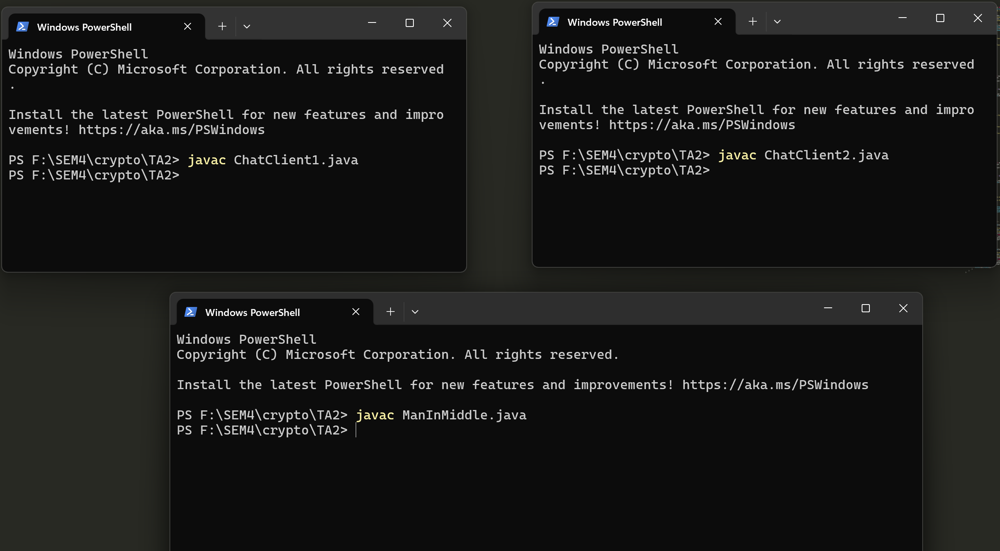 Windows PowerShell
Windows PowerShell
Copyright (C) Microsoft Corporation. All rights reserved
.
Install the latest PowerShell for new features and impro
vements! https://aka.ms/PSWindows
PS F:\SEM4\crypto\TA2> javac ChatClient1.java
PS F:\SEM4\crypto\TA2>
Windows PowerShell
Windows PowerShell
Copyright (C) Microsoft Corporation. All rights reserved
.
Install the latest PowerShell for new features and impro
vements! https://aka.ms/PSWindows
PS F:\SEM4\crypto\TA2> javac ChatClient2.java
PS F:\SEM4\crypto\TA2>
Windows PowerShell
Windows PowerShell
Copyright (C) Microsoft Corporation. All rights reserved.
Install the latest PowerShell for new features and improvements! https://aka.ms/PSWindows
PS F:\SEM4\crypto\TA2> javac ManInMiddle.java
PS F:\SEM4\crypto\TA2>